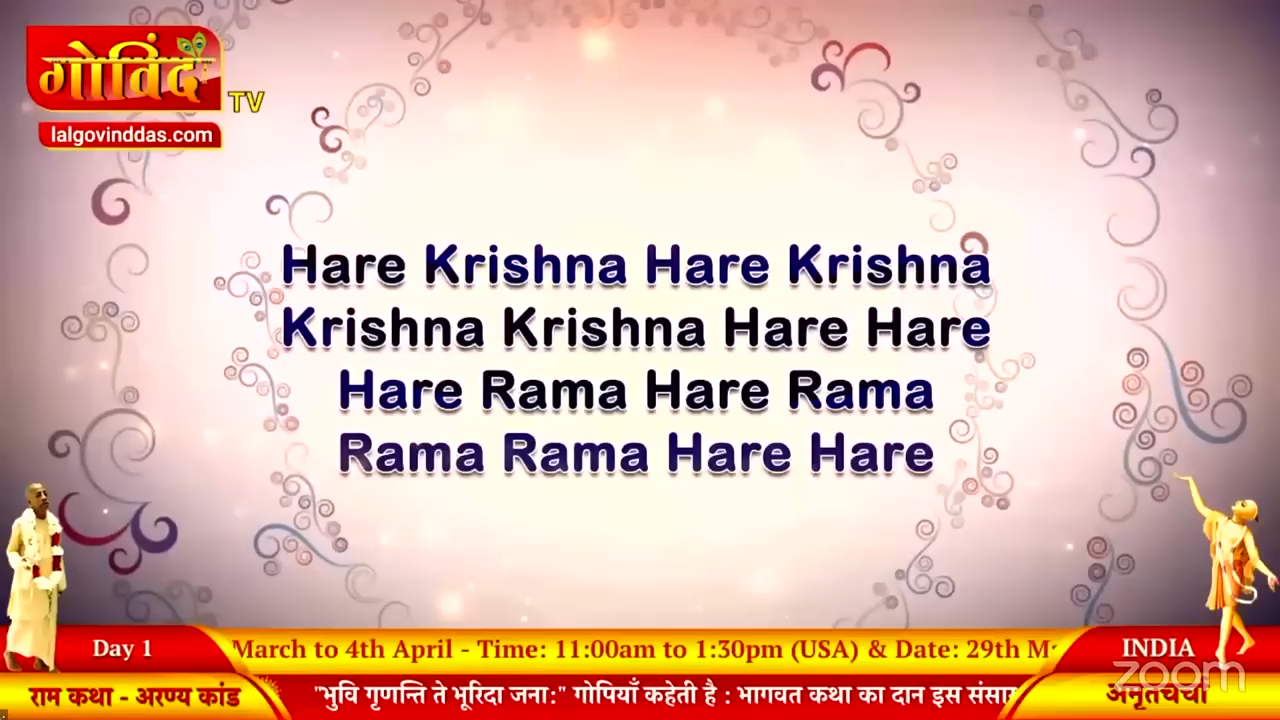 गोविंद
TV
lalgovinddas.com
Hare Krishna Hare Krishna
Krishna Krishna Hare Hare
Hare Rama Hare Rama
Rama Rama Hare Hare
Day 1
March to 4th April - Time: 11:00am to 1:30pm (USA) & Date: 29th
INDIA
zoom
राम कथा - अरण्य कांड
"भुवि गृणन्ति ते भूरिदा जना:" गोपियाँ कहेती है : भागवत कथा का दान इस
अमृतचर्चा